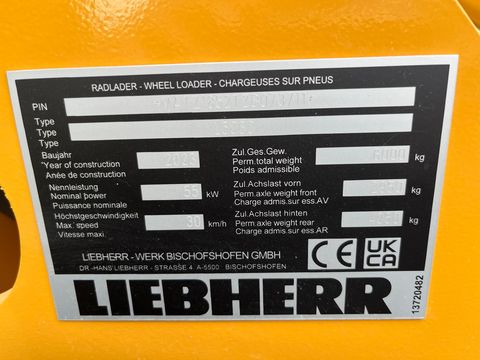 RADLADER - WHEEL LOADER - CHARGEUSES SUR PNEUS
PIN
Type
Type
Type
Baujahr
Year of construction 2023
Anée de construction
Nennleistung
Nominal power 55 kW
Puissance nominale
Höchstgeschwindigkeit
Max. speed 30 km/h
Vitesse maxi.
Zul.Ges.Gew.
Perm.total weight 6000 kg
Poids admissible
Zul.Achslast vorn
Perm.axle weight front kg
Charge admis.sur ess.AV
Zul.Achslast hinten
Perm.axle weight rear kg
Charge admis.sur ess.AR
LIEBHERR - WERK BISCHOFSHOFEN GMBH
DR.-HANS LIEBHERR - STRASSE 4 A-5500 BISCHOFSHOFEN
CE UK
CA
LIEBHERR
13720482